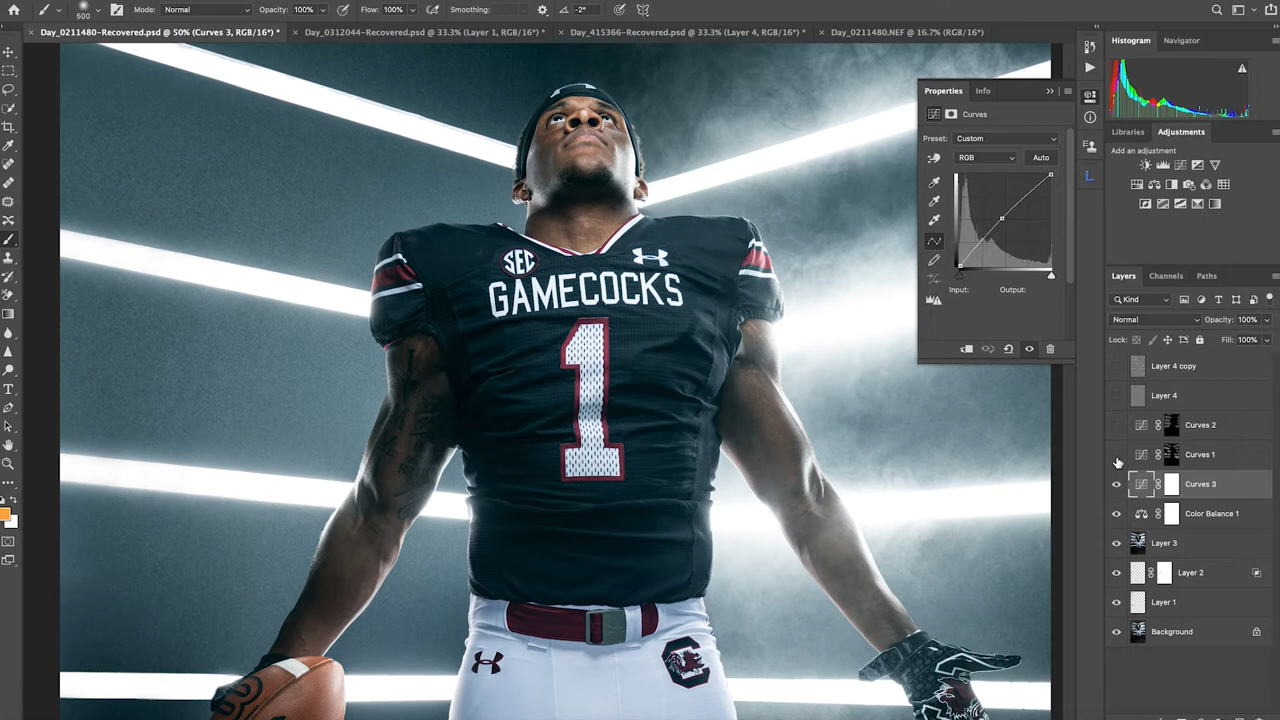 Mode: Normal Opacity: 100% Flow: 100% Smoothing: -2°
Day_0211480-Recovered.psd @ 50% (Curves 3, RGB/16*) *
Day_0312044-Recovered.psd @ 33.3% (Layer 1, RGB/16*) *
Day_415366-Recovered.psd @ 33.3% (Layer 4, RGB/16*) *
Day_0211480.NEF @ 16.7% (RGB/16*)
500
SEC
GAMECOCKS
1
Properties Info
Curves
Preset: Custom
RGB Auto
Input: Output:
Histogram Navigator
Libraries Adjustments
Add an adjustment
L
Layers Channels Paths
Kind
Normal Opacity: 100%
Lock: Fill: 100%
Layer 4 copy
Layer 4
Curves 2
Curves 1
Curves 3
Color Balance 1
Layer 3
Layer 2
Layer 1
Background